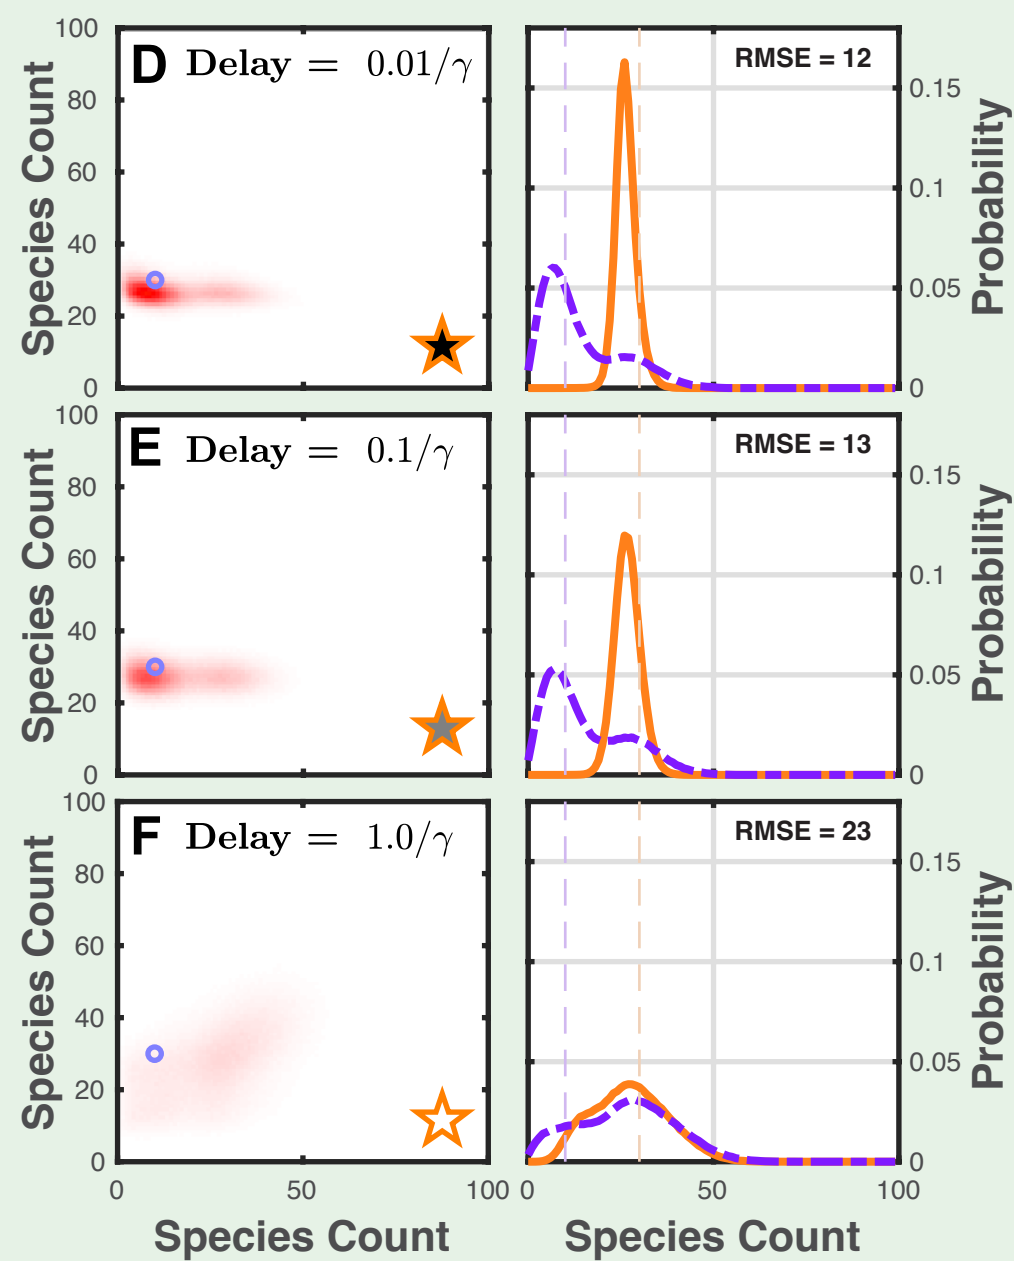 D Delay = 0.01/γ
RMSE = 12
Species Count
100
80
60
40
20
0
0.15
0.1
0.05
0
Probability
E Delay = 0.1/γ
RMSE = 13
Species Count
100
80
60
40
20
0
0.15
0.1
0.05
0
Probability
F Delay = 1.0/γ
RMSE = 23
Species Count
100
80
60
40
20
0
0.15
0.1
0.05
0
Probability
0 50 100
0 50 100
Species Count
Species Count